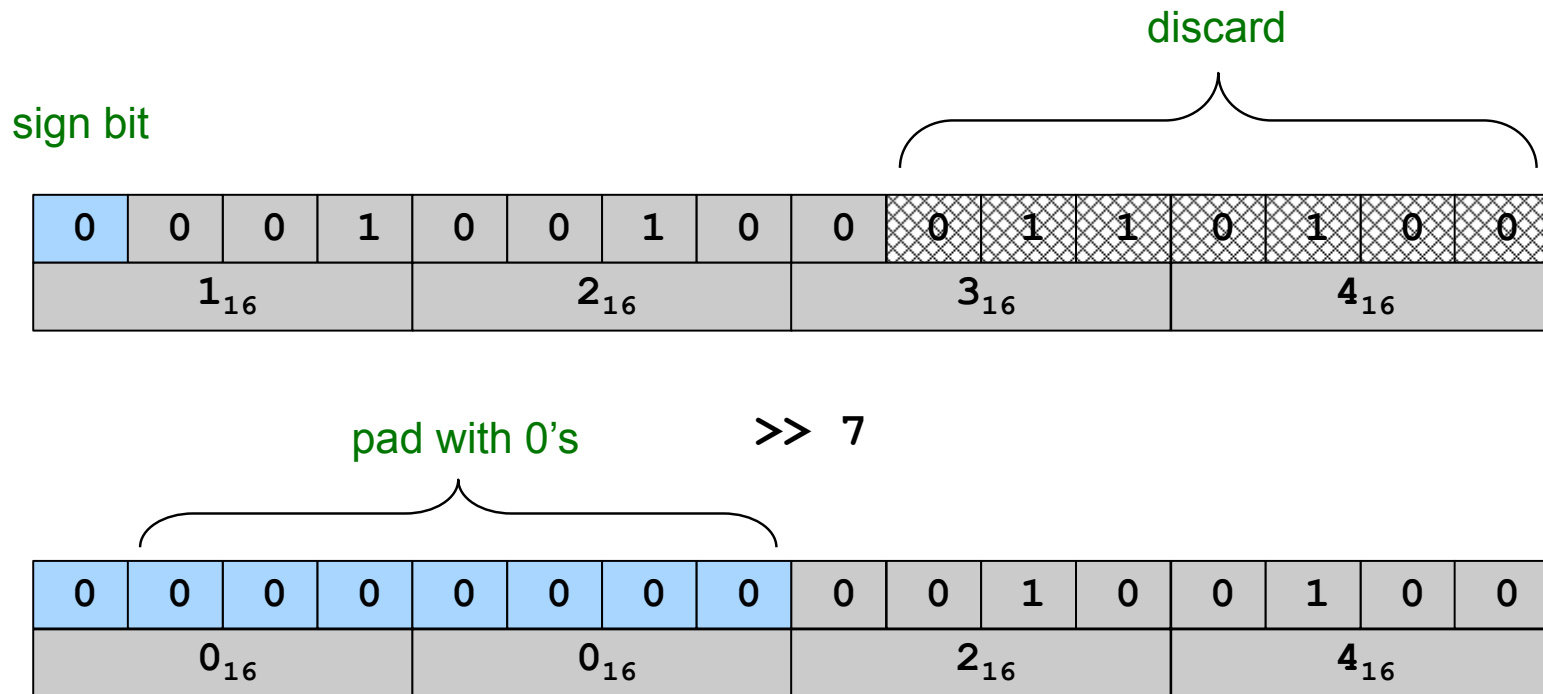 discard
sign bit
0 0 0 1 0 0 1 0 0 0 1 1 0 1 0 0
1₁₆ 2₁₆ 3₁₆ 4₁₆
>> 7
pad with 0’s
0 0 0 0 0 0 0 0 0 0 1 0 0 1 0 0
0₁₆ 0₁₆ 2₁₆ 4₁₆